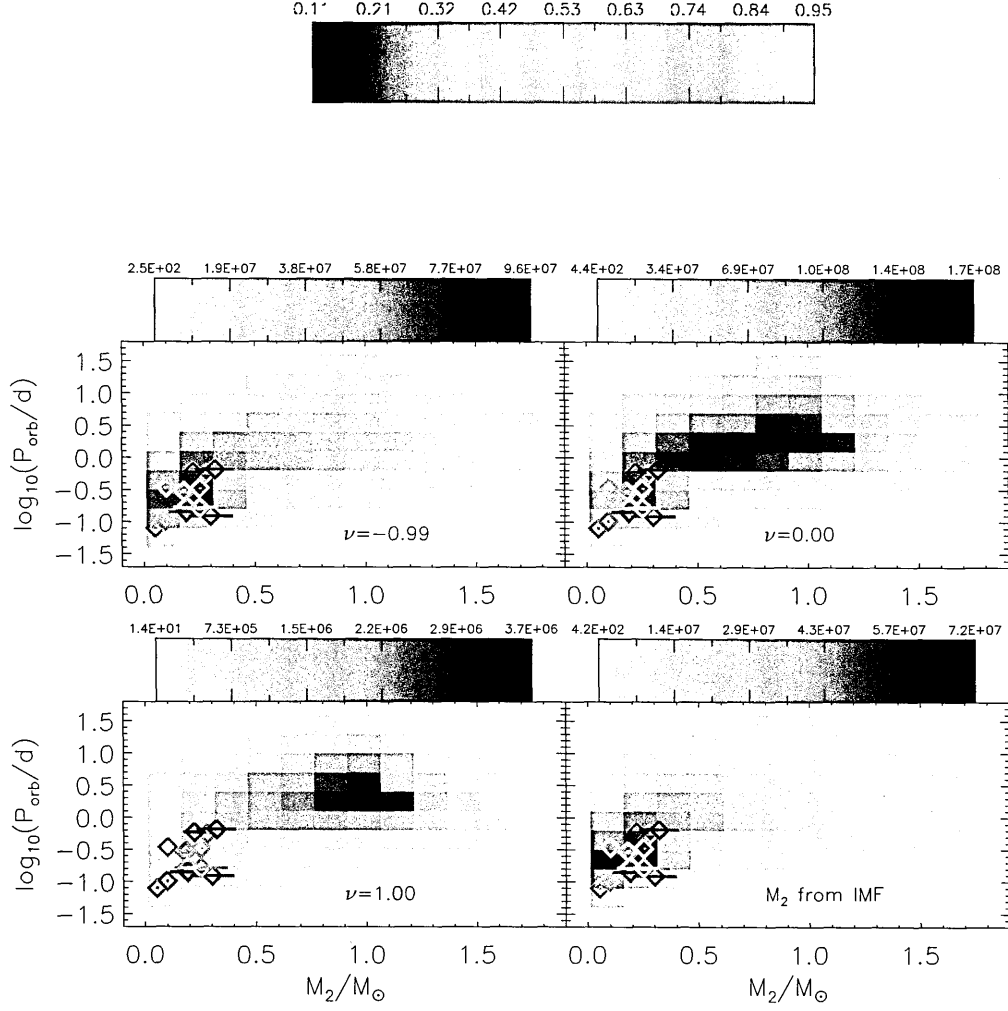 0.1 0.21 0.32 0.42 0.53 0.63 0.74 0.84 0.95
2.5E+02 1.9E+07 3.8E+07 5.8E+07 7.7E+07 9.6E+07
4.4E+02 3.4E+07 6.9E+07 1.0E+08 1.4E+08 1.7E+08
log10(Porb/d)
1.5
1.0
0.5
0.0
−0.5
−1.0
−1.5
ν=−0.99
ν=0.00
0.0 0.5 1.0 1.5
0.0 0.5 1.0 1.5
1.4E+01 7.3E+05 1.5E+06 2.2E+06 2.9E+06 3.7E+06
4.2E+02 1.4E+07 2.9E+07 4.3E+07 5.7E+07 7.2E+07
log10(Porb/d)
1.5
1.0
0.5
0.0
−0.5
−1.0
−1.5
ν=1.00
M2 from IMF
0.0 0.5 1.0 1.5
0.0 0.5 1.0 1.5
M2/M⊙
M2/M⊙